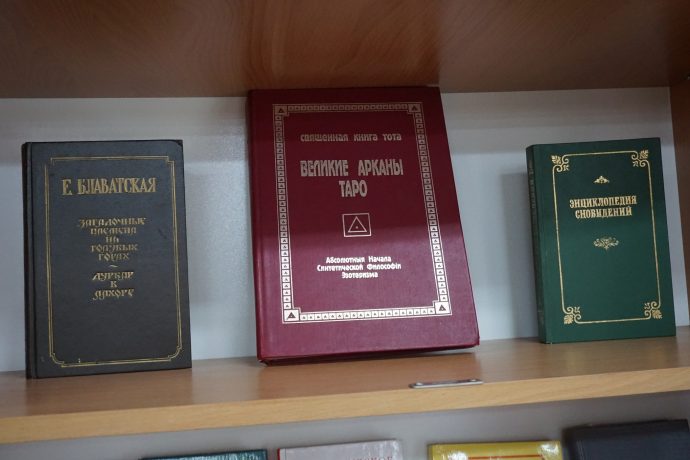 Е. БЛАВАТСКАЯ
ЗАГАДОЧНЫЕ
ПЛЕМЕНА
НА
ГОЛУБЫХ
ГОРАХ
ДУРБАР
В
ЛАХОРЕ
СВЯЩЕННАЯ КНИГА ТОТА
ВЕЛИКИЕ АРКАНЫ
ТАРО
Абсолютныя Начала
Синтетической Философіи
Эзотеризма
ЭНЦИКЛОПЕДИЯ
СНОВИДЕНИЙ